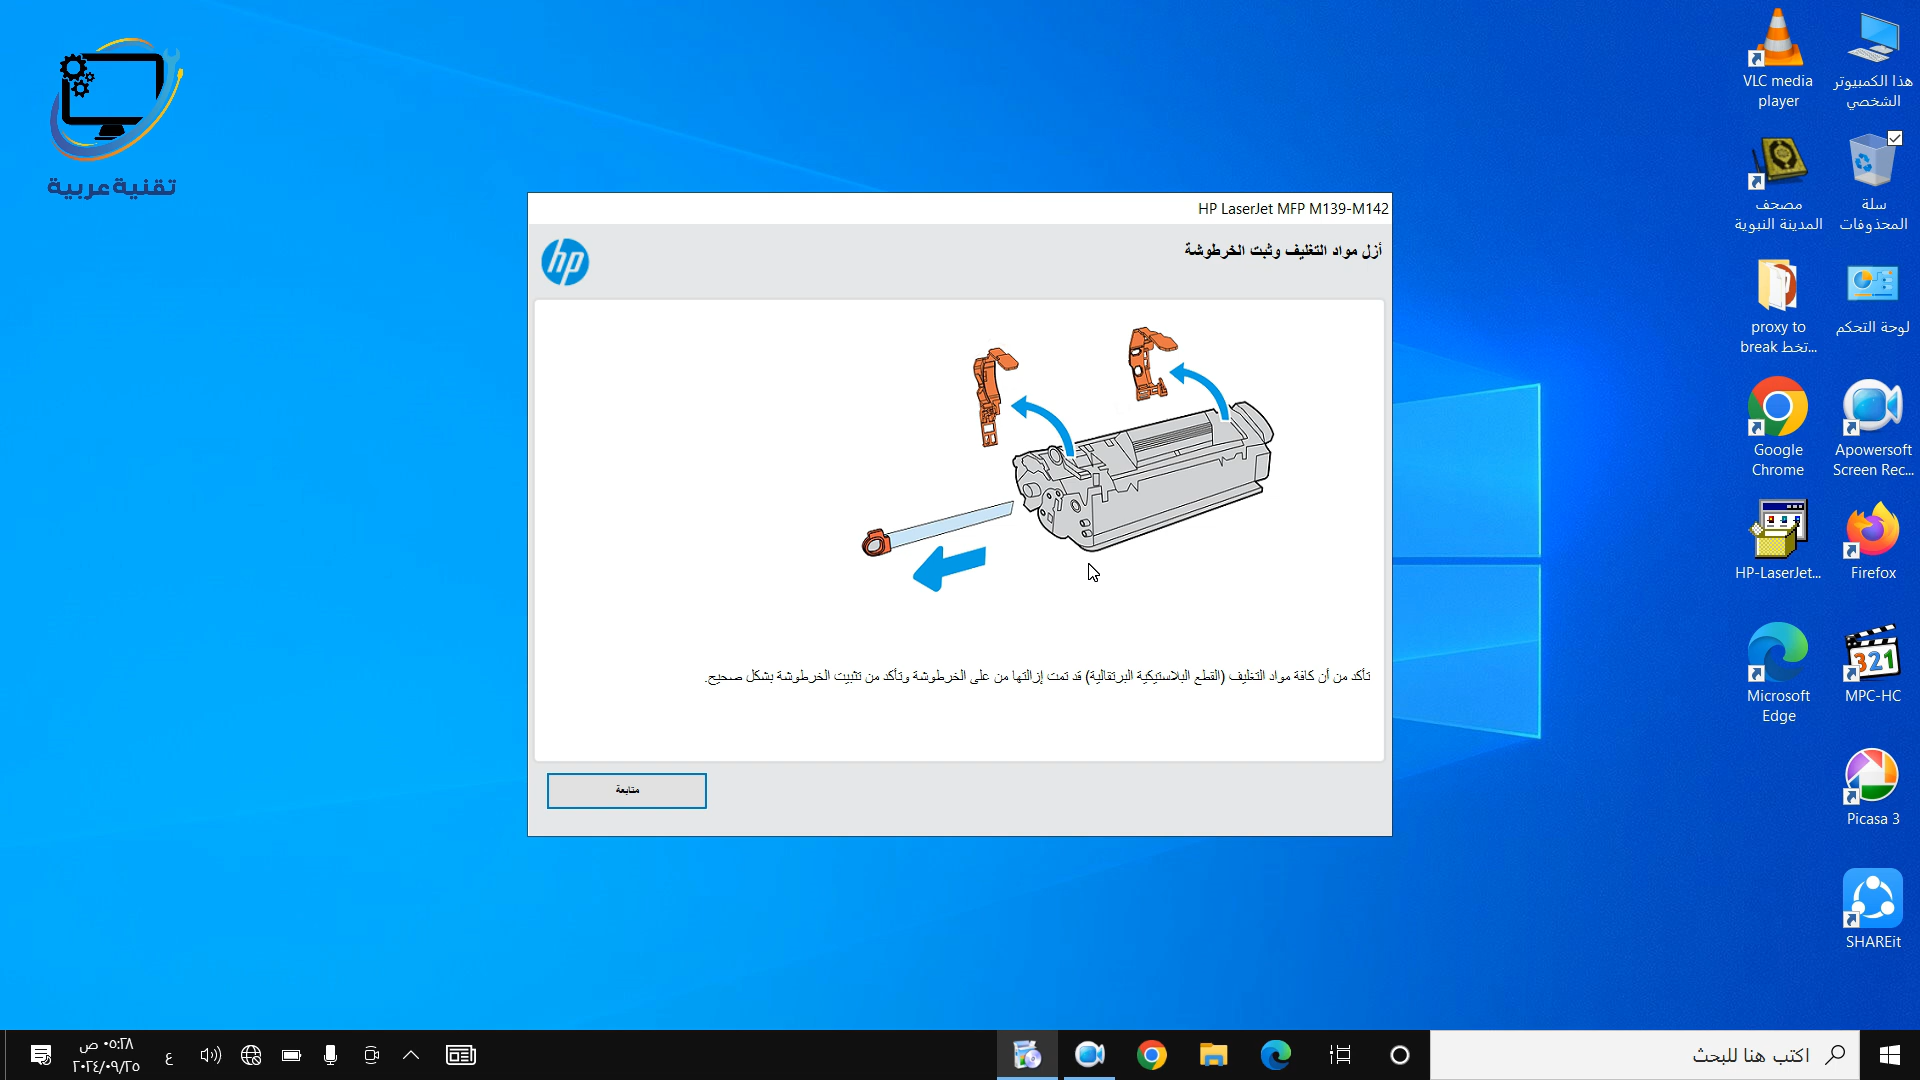 تقنية عربية
HP LaserJet MFP M139-M142
hp
أزل مواد التغليف وثبت الخرطوشة
تأكد من أن كافة مواد التغليف (القطع البلاستيكية البرتقالية) قد تمت إزالتها من على الخرطوشة وتأكد من تثبيت الخرطوشة بشكل صحيح.
متابعة
هذا الكمبيوتر
الشخصي
VLC media
player
سلة
المحذوفات
مصحف
المدينة النبوية
لوحة التحكم
proxy to
break تخط...
Apowersoft
Screen Rec...
Google
Chrome
Firefox
HP-LaserJet...
321
MPC-HC
Microsoft
Edge
Picasa 3
SHAREit
اكتب هنا للبحث
ع
٠٥:٢٨ ص
٢٠٢٤/٠٩/٢٥